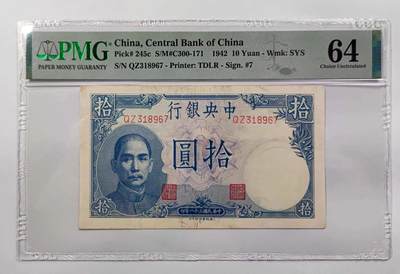 PMG
PAPER MONEY GUARANTY
China, Central Bank of China
Pick# 245c S/M#C300-171 1942 10 Yuan - Wmk: SYS
S/N QZ318967 - Printer: TDLR - Sign. #7
64
Choice Uncirculated
拾 拾
行銀央中
QZ318967 QZ318967
圓拾
拾 拾